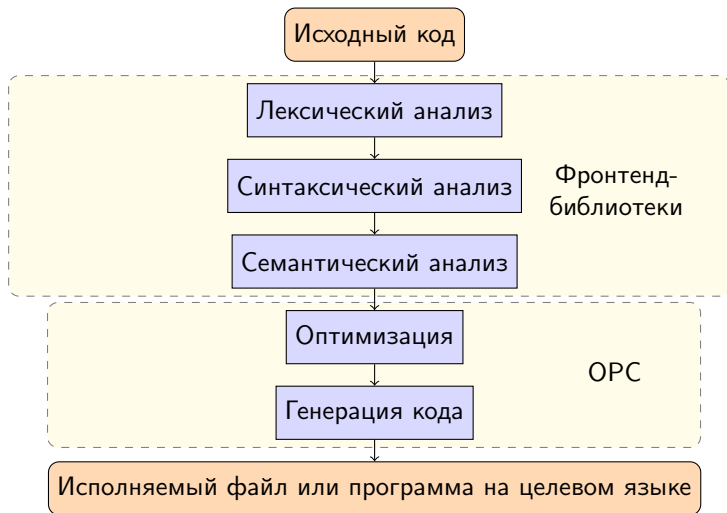 Исходный код
Лексический анализ
Синтаксический анализ
Фронтенд-
библиотеки
Семантический анализ
Оптимизация
ОРС
Генерация кода
Исполняемый файл или программа на целевом языке